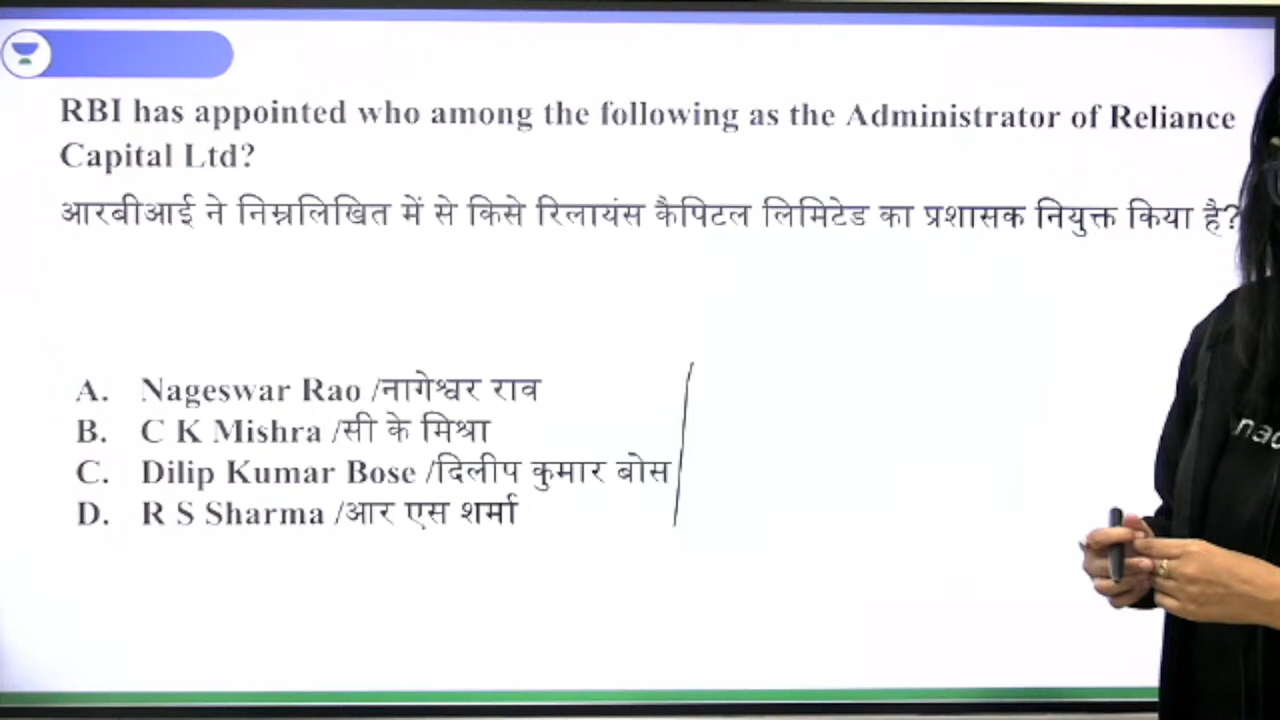 RBI has appointed who among the following as the Administrator of Reliance
Capital Ltd?
आरबीआई ने निम्नलिखित में से किसे रिलायंस कैपिटल लिमिटेड का प्रशासक नियुक्त किया है?
A. Nageswar Rao /नागेश्वर राव
B. C K Mishra /सी के मिश्रा
C. Dilip Kumar Bose /दिलीप कुमार बोस
D. R S Sharma /आर एस शर्मा